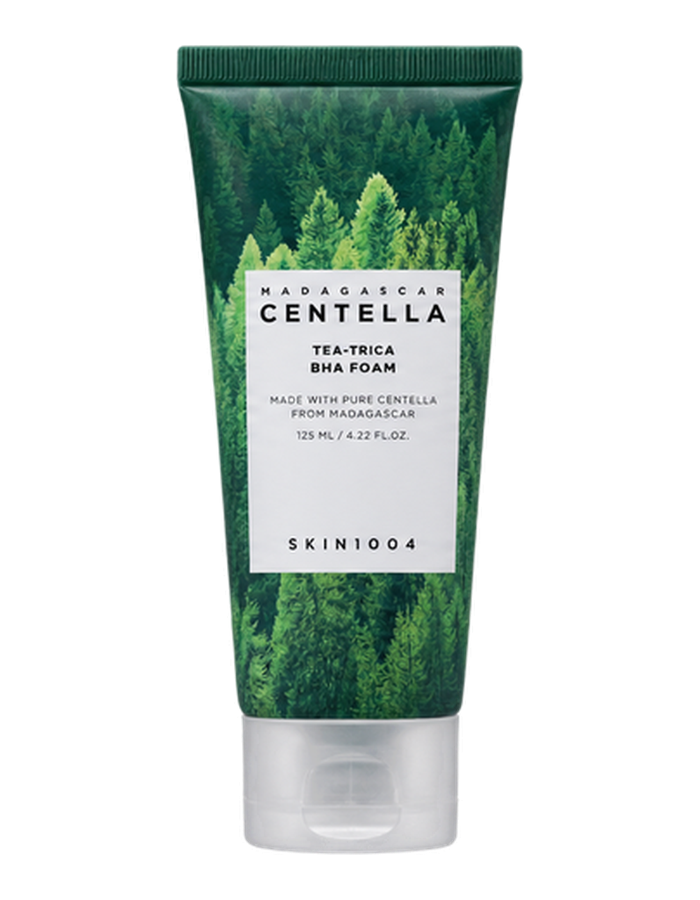 MADAGASCAR
CENTELLA
TEA-TRICA
BHA FOAM
MADE WITH PURE CENTELLA
FROM MADAGASCAR
125 ML / 4.22 FL.OZ.
SKIN1004